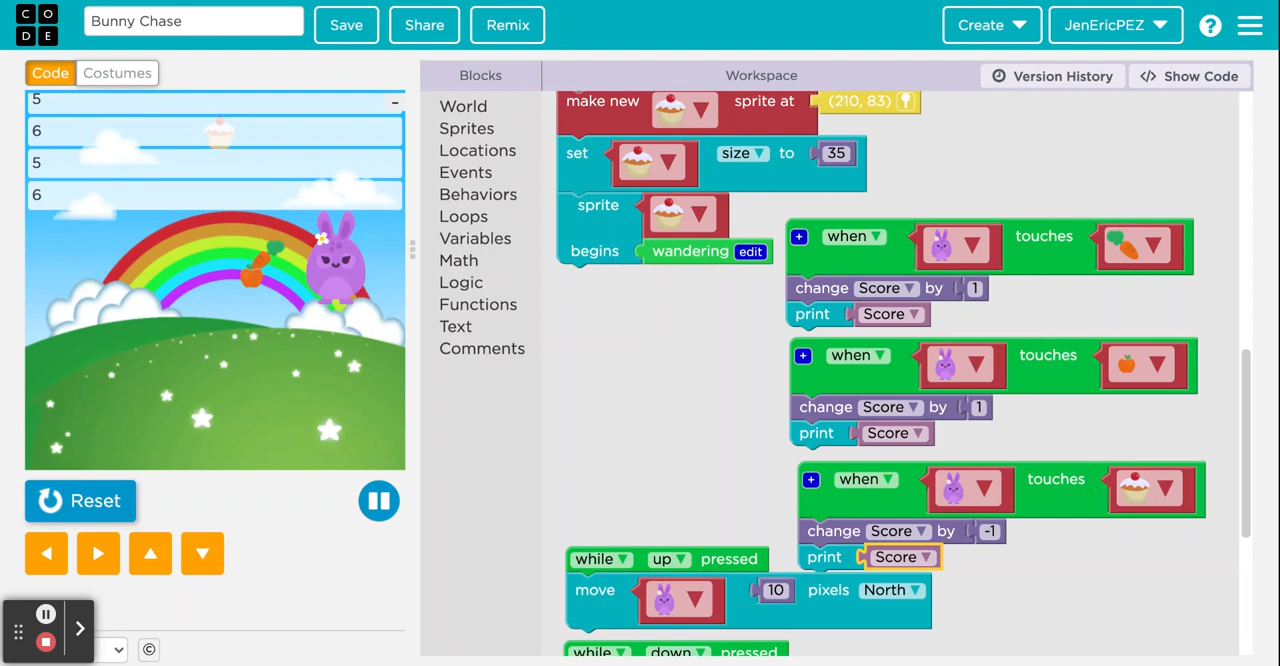 CODE
Bunny Chase
Save
Share
Remix
Create
JenEricPEZ
?
Code
Costumes
5
-
6
5
6
Reset
©
Blocks
World
Sprites
Locations
Events
Behaviors
Loops
Variables
Math
Logic
Functions
Text
Comments
Workspace
Version History
</> Show Code
make new sprite at (210, 83)
set size to 35
sprite
begins wandering edit
+ when touches
change Score by 1
print Score
+ when touches
change Score by 1
print Score
+ when touches
change Score by -1
print Score
while up pressed
move 10 pixels North
while down pressed